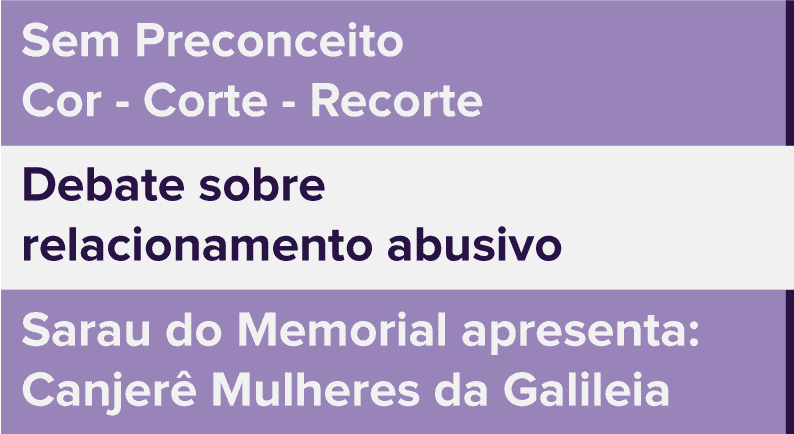 Sem Preconceito
Cor - Corte - Recorte
Debate sobre
relacionamento abusivo
Sarau do Memorial apresenta:
Canjerê Mulheres da Galileia